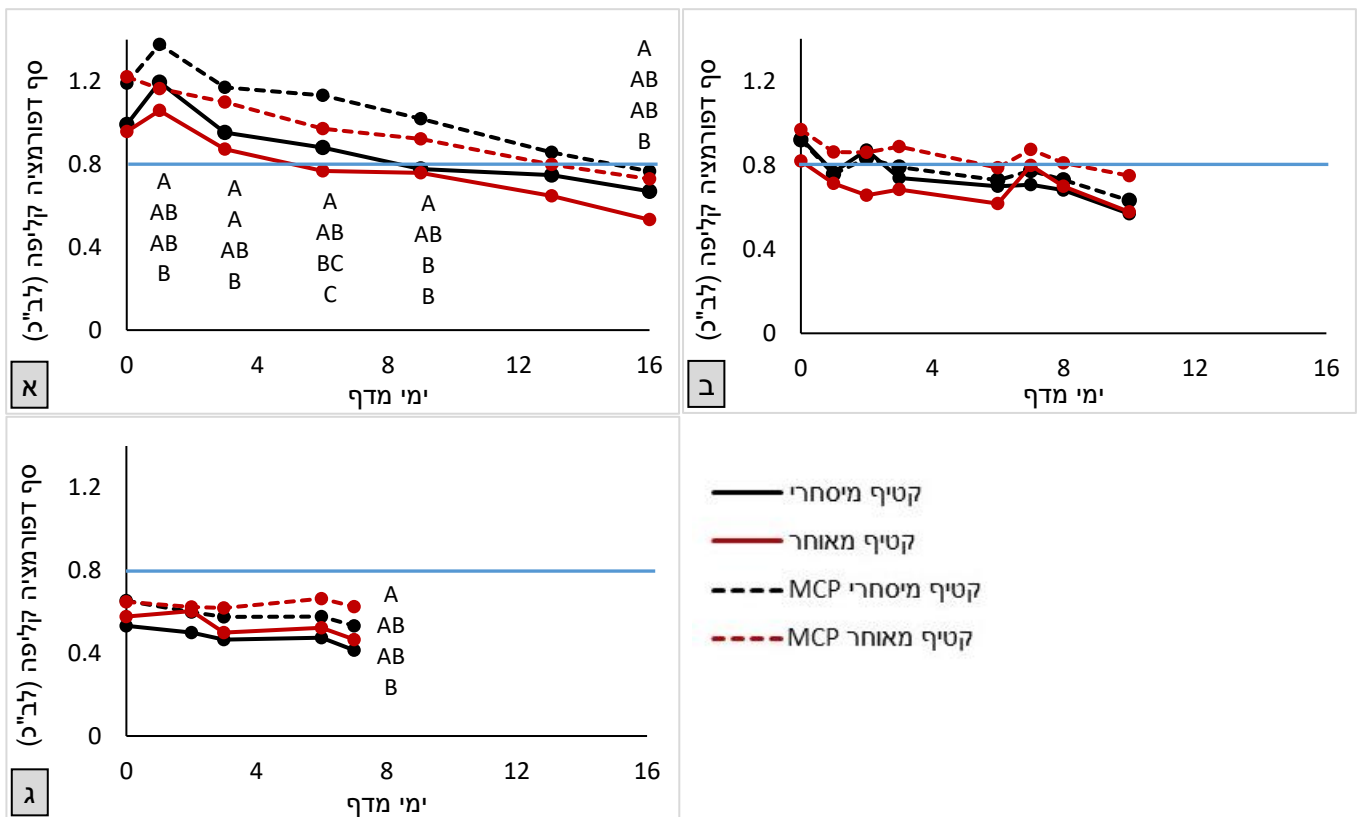 סף דפורמציה קליפה (לב"כ)
1.2
0.8
0.4
0
A
AB
AB
B
A
A
AB
B
A
AB
BC
C
A
AB
B
B
A
AB
AB
B
0 4 8 12 16
ימי מדף
א
סף דפורמציה קליפה (לב"כ)
1.2
0.8
0.4
0
0 4 8 12 16
ימי מדף
ב
סף דפורמציה קליפה (לב"כ)
1.2
0.8
0.4
0
A
AB
AB
B
0 4 8 12 16
ימי מדף
ג
קטיף מיסחרי
קטיף מאוחר
קטיף מיסחרי MCP
קטיף מאוחר MCP